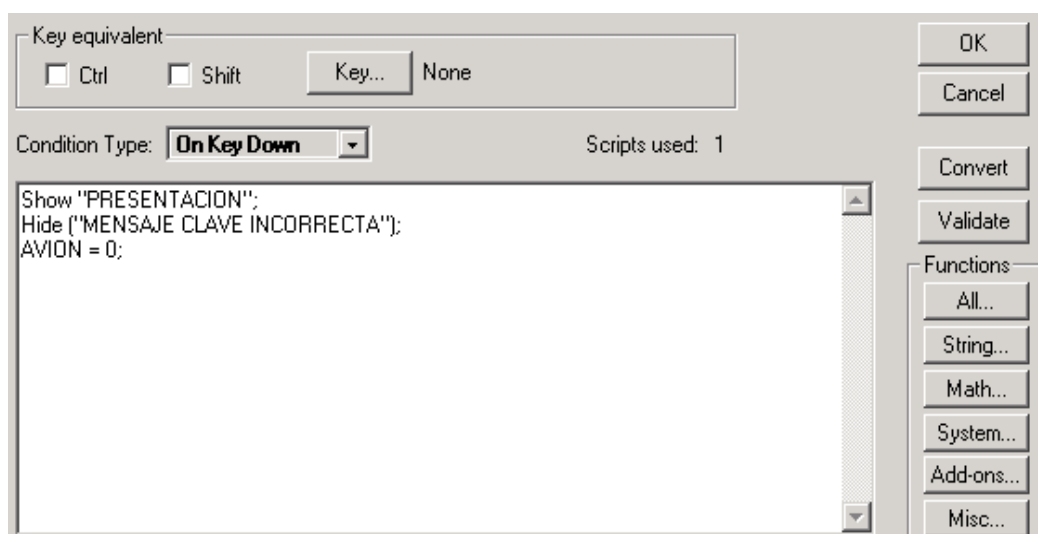 Key equivalent
Ctrl Shift Key... None
OK
Cancel
Condition Type: On Key Down Scripts used: 1
Convert
Validate
Show "PRESENTACION";
Hide ("MENSAJE CLAVE INCORRECTA");
AVION = 0;
Functions
All...
String...
Math...
System...
Add-ons...
Misc...